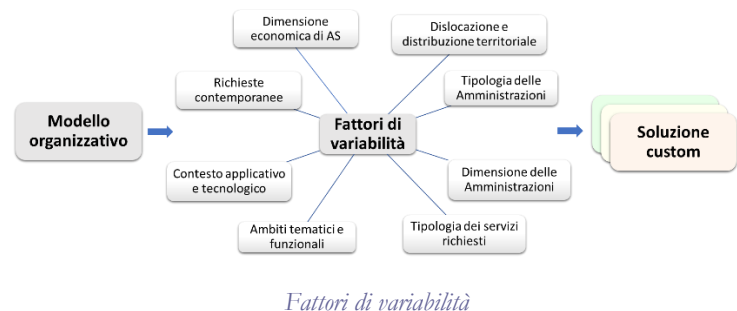 Dimensione
economica di AS
Dislocazione e
distribuzione territoriale
Richieste
contemporanee
Tipologia delle
Amministrazioni
Modello
organizzativo
Fattori di
variabilità
Soluzione
custom
Contesto applicativo
e tecnologico
Dimensione delle
Amministrazioni
Ambiti tematici e
funzionali
Tipologia dei servizi
richiesti
Fattori di variabilità